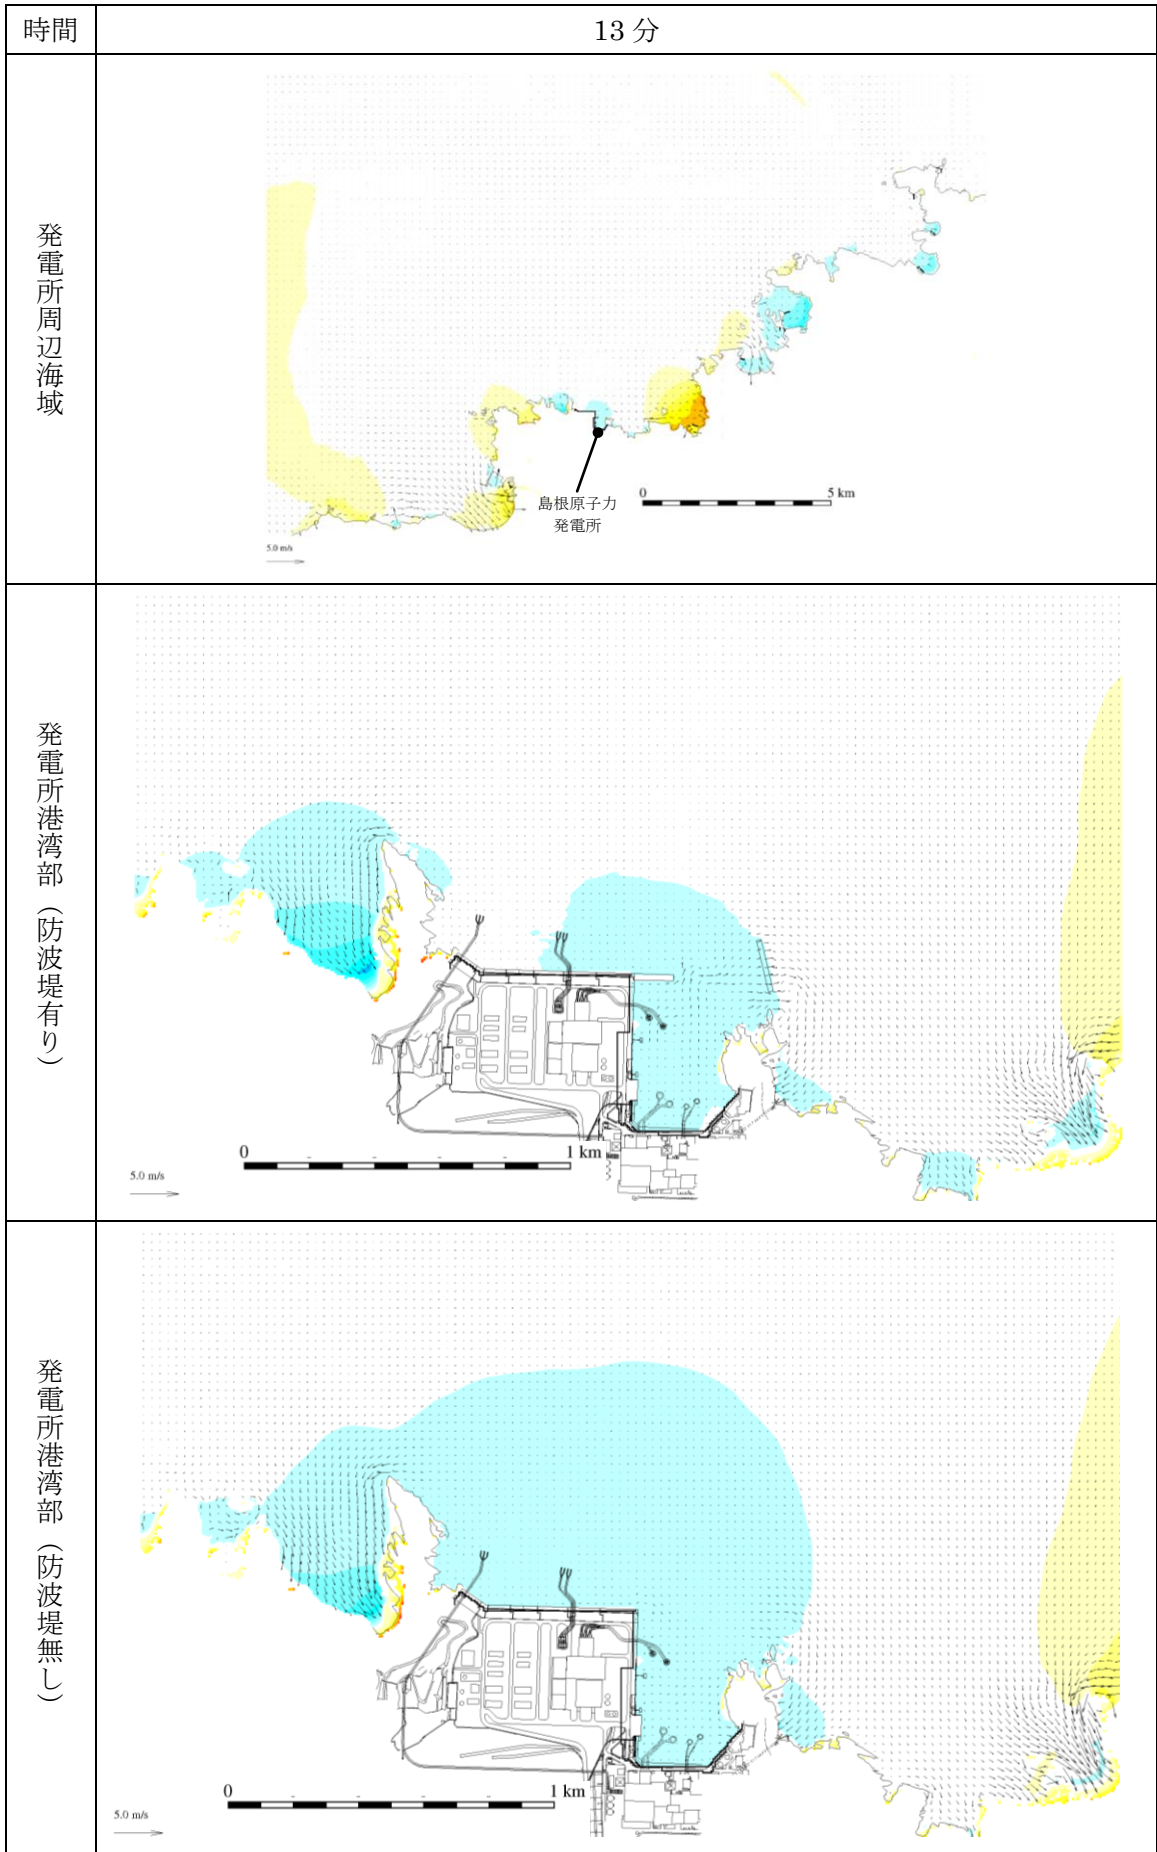 時間
13 分
発電所周辺海域
島根原子力
発電所
0
5 km
5.0 m/s
発電所港湾部（防波堤有り）
0
1 km
5.0 m/s
発電所港湾部（防波堤無し）
0
1 km
5.0 m/s